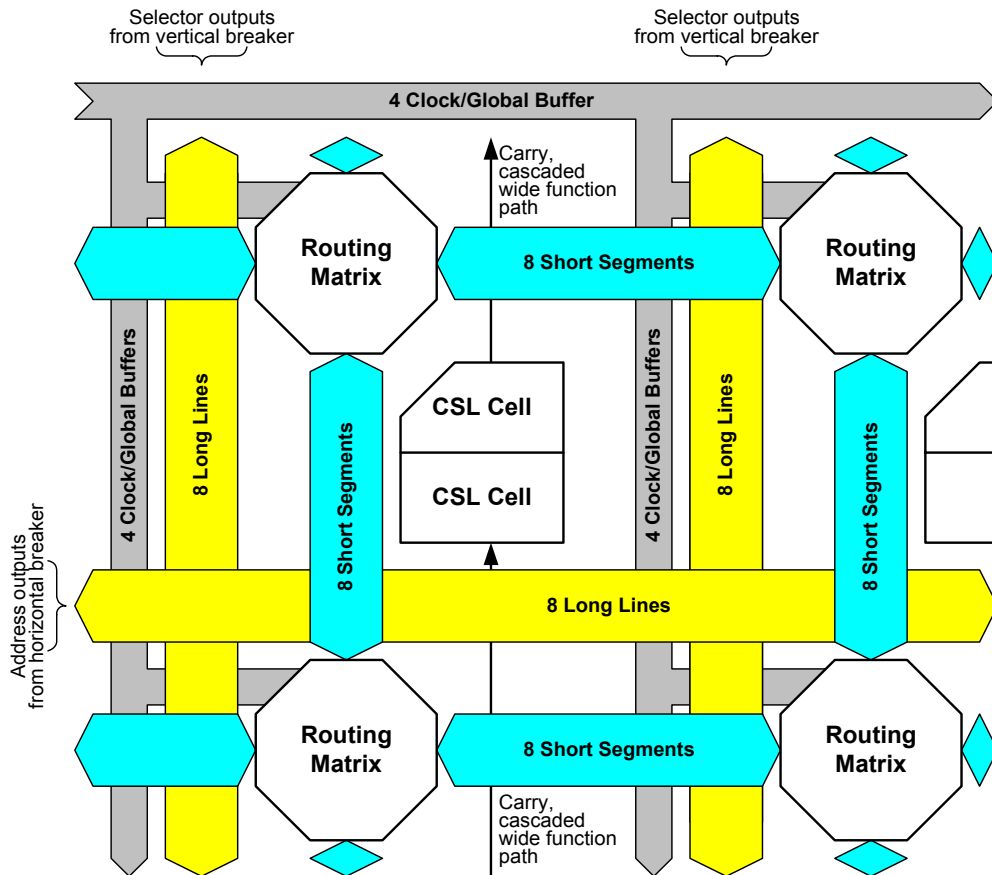 Selector outputs
from vertical breaker
Selector outputs
from vertical breaker
4 Clock/Global Buffer
Carry,
cascaded
wide function
path
Routing
Matrix
8 Short Segments
Routing
Matrix
4 Clock/Global Buffers
8 Long Lines
8 Short Segments
CSL Cell
CSL Cell
4 Clock/Global Buffers
8 Long Lines
8 Short Segments
Address outputs
from horizontal breaker
8 Long Lines
Routing
Matrix
8 Short Segments
Routing
Matrix
Carry,
cascaded
wide function
path